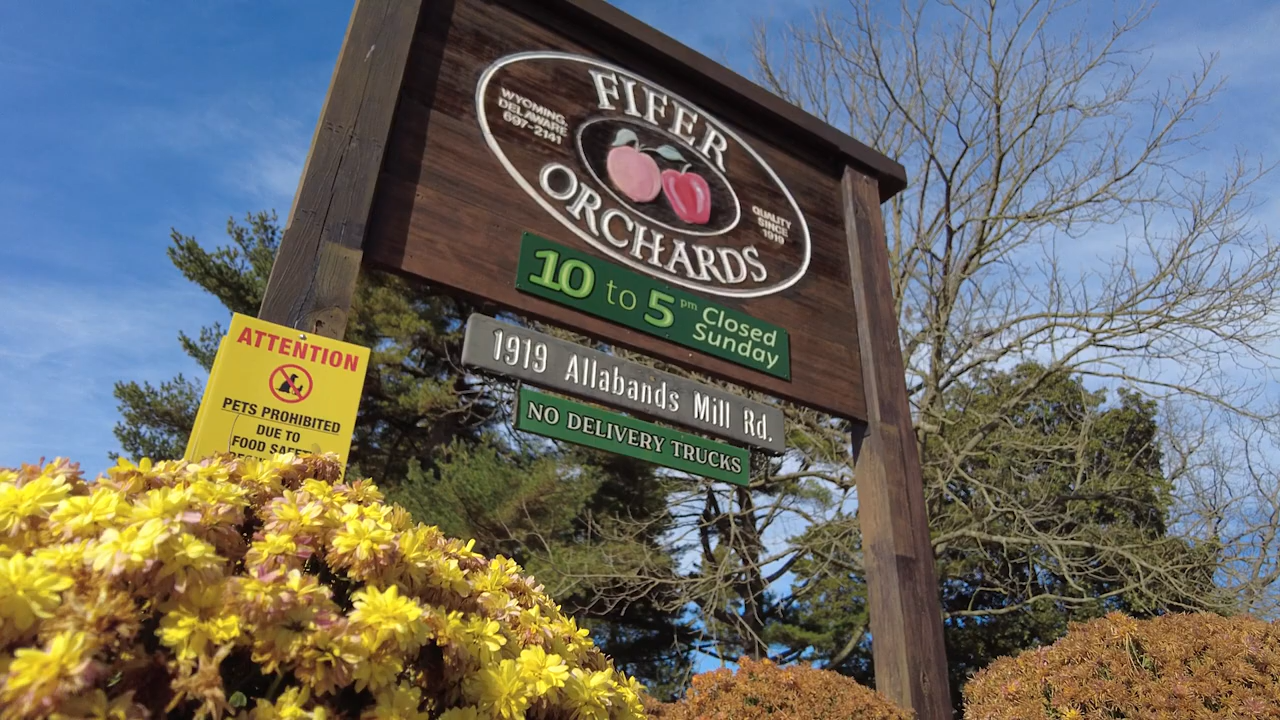 FIFER
WYOMING,
DELAWARE
697-2141
ORCHARDS
QUALITY
SINCE
1919
10 to 5 pm Closed
Sunday
1919 Allabands Mill Rd.
NO DELIVERY TRUCKS
ATTENTION
PETS PROHIBITED
DUE TO
FOOD SAFETY